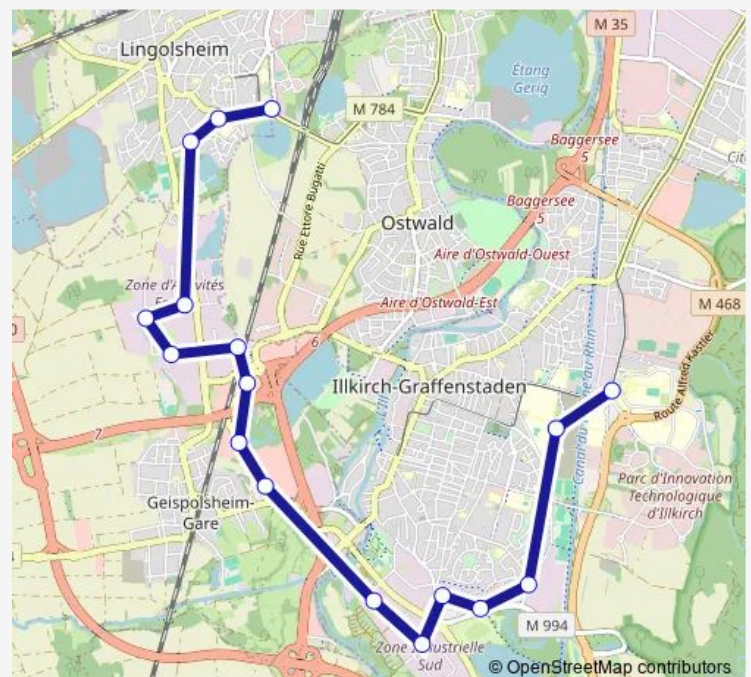 M 35
Lingolsheim
Étang
Gerig
M 784
Baggersee
5
Baggersee
5
Rue Ettore Bugatti
Ostwald
Aire d'Ostwald-Ouest
Zone d'Activités
Aire d'Ostwald-Est
M 468
6
Illkirch-Graffenstaden
Route Alfred Kastler
7
Parc d'Innovation
Technologique
d'Illkirch
Geispolsheim-
Gare
M 994
Sud
© OpenStreetMap contributors